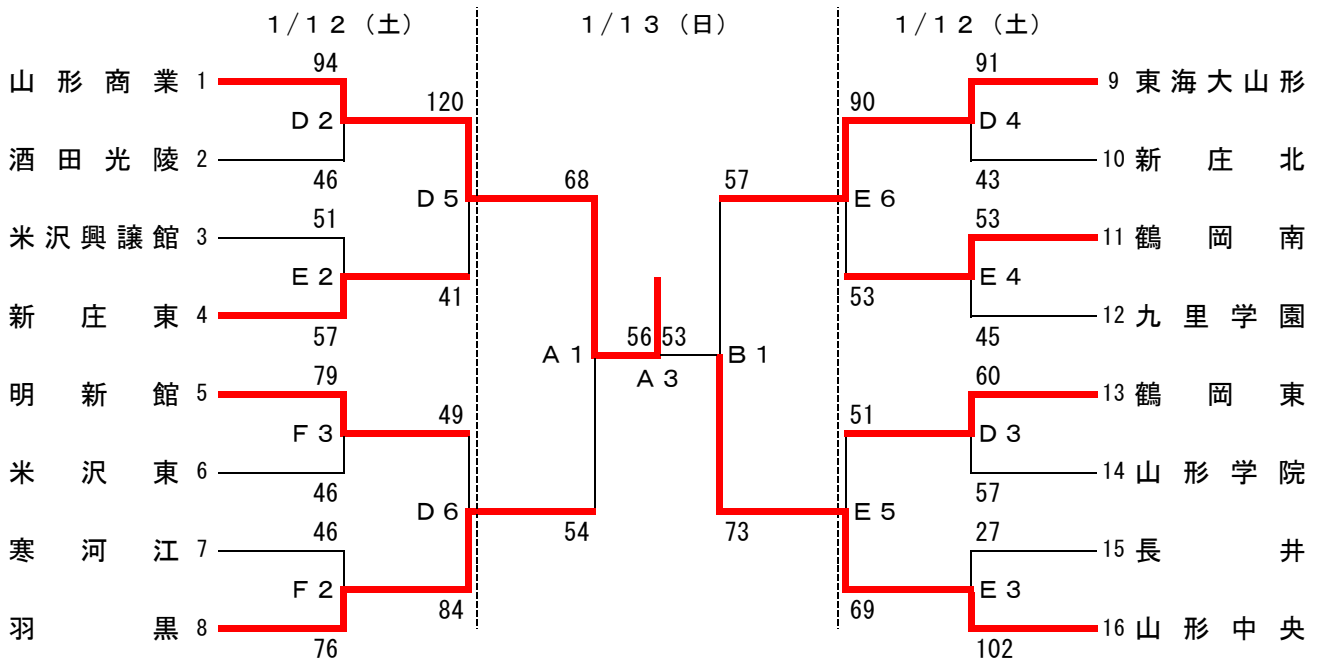 1/12（土） 1/13（日） 1/12（土）
94 91
山形商業 1 9 東海大山形
120 90
D2 D4
酒田光陵 2 10 新庄北
46 68 57 43
D5 E6
51 53
米沢興譲館 3 11 鶴岡南
E2 E4
41 53
新庄東 4 12 九里学園
57 56 53 45
A1 B1
A3
79 60
明新館 5 13 鶴岡東
49 51
F3 D3
米沢東 6 14 山形学院
46 57
D6 E5
46 54 73 27
寒河江 7 15 長井
F2 E3
84 69
羽黒 8 16 山形中央
76 102